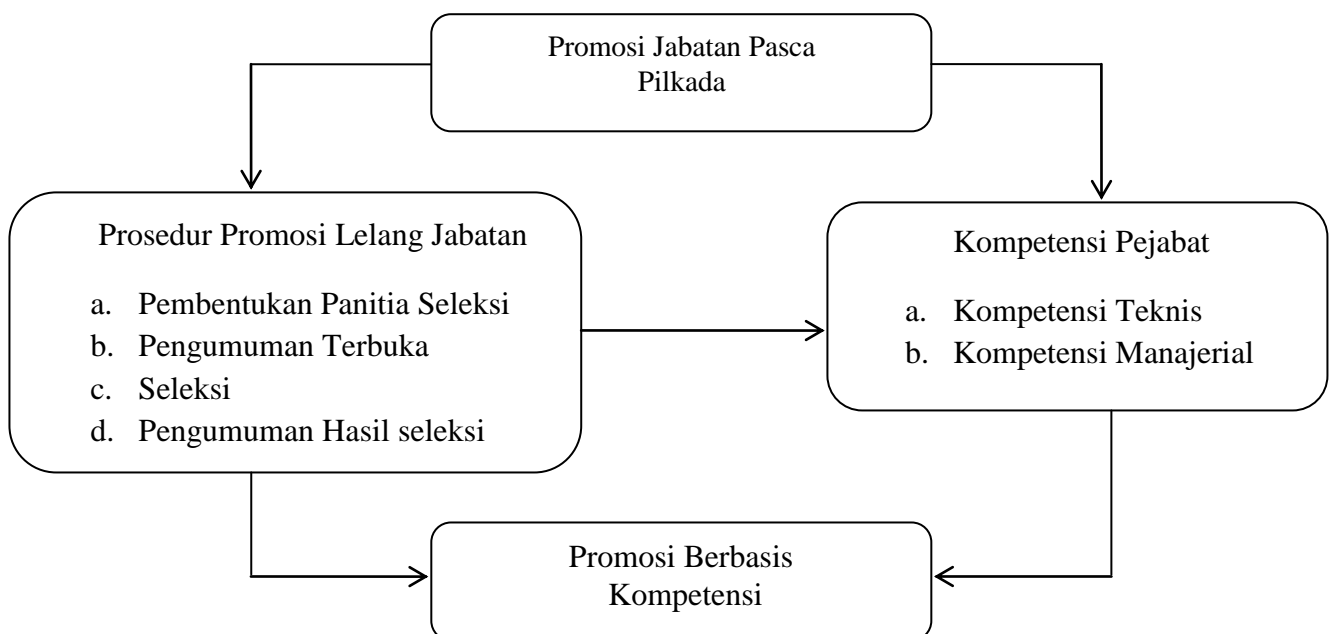 Promosi Jabatan Pasca
Pilkada
Prosedur Promosi Lelang Jabatan
a. Pembentukan Panitia Seleksi
b. Pengumuman Terbuka
c. Seleksi
d. Pengumuman Hasil seleksi
Kompetensi Pejabat
a. Kompetensi Teknis
b. Kompetensi Manajerial
Promosi Berbasis
Kompetensi